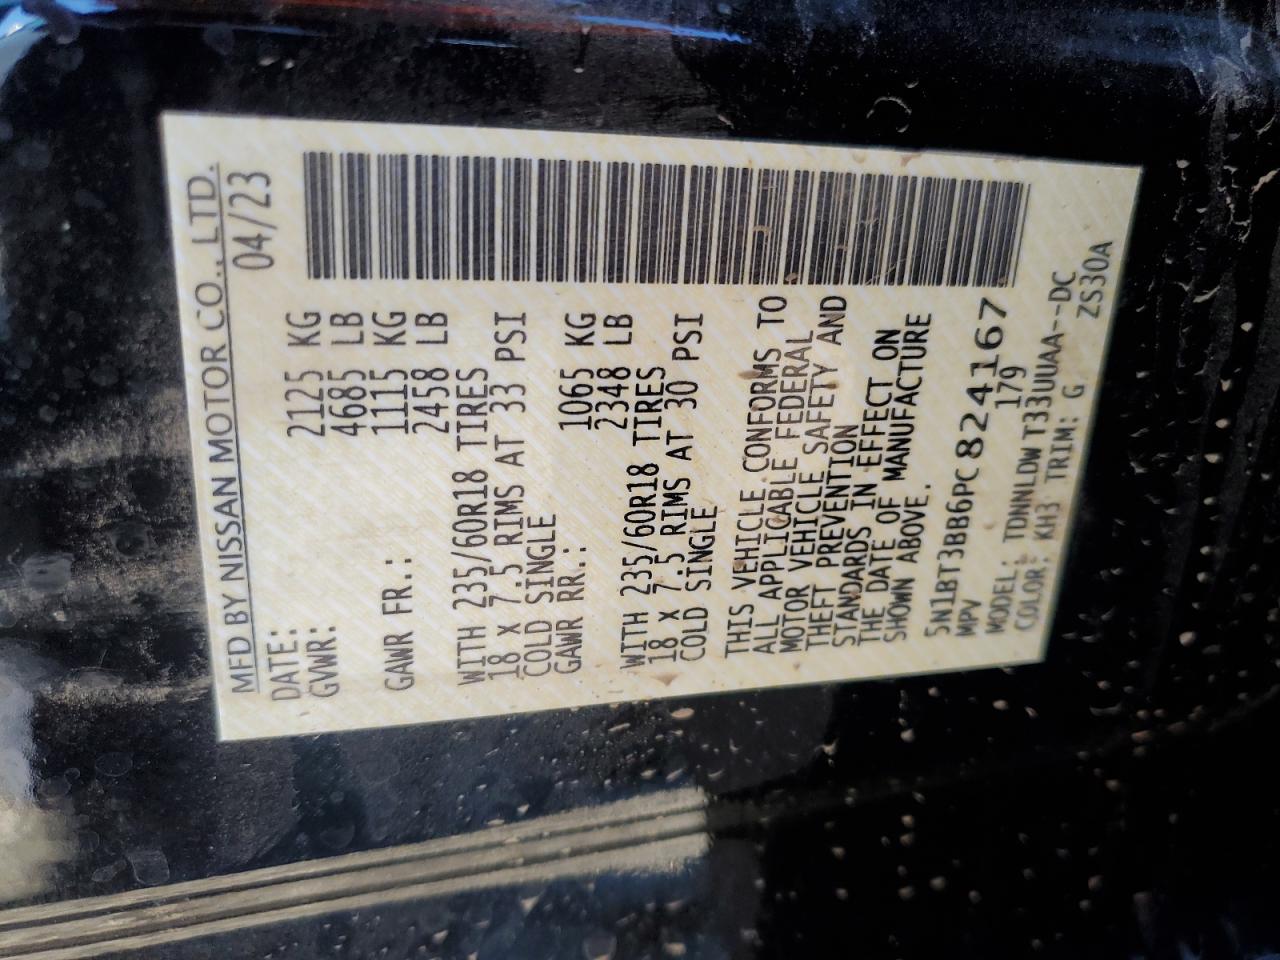 MFD BY NISSAN MOTOR CO., LTD.
DATE: 04/23
GVWR: 2125 KG
4685 LB
GAWR FR.: 1115 KG
2458 LB
WITH 235/60R18 TIRES
18 x 7.5 RIMS AT 33 PSI
COLD SINGLE
GAWR RR.: 1065 KG
2348 LB
WITH 235/60R18 TIRES
18 x 7.5 RIMS AT 30 PSI
COLD SINGLE
THIS VEHICLE CONFORMS TO
ALL APPLICABLE FEDERAL
MOTOR VEHICLE SAFETY AND
THEFT PREVENTION
STANDARDS IN EFFECT ON
THE DATE OF MANUFACTURE
SHOWN ABOVE.
5N1BT3BB6PC824167
MPV 179
MODEL: TDNNLDW T33UUAA--DC
COLOR: KH3 TRIM: G ZS30A